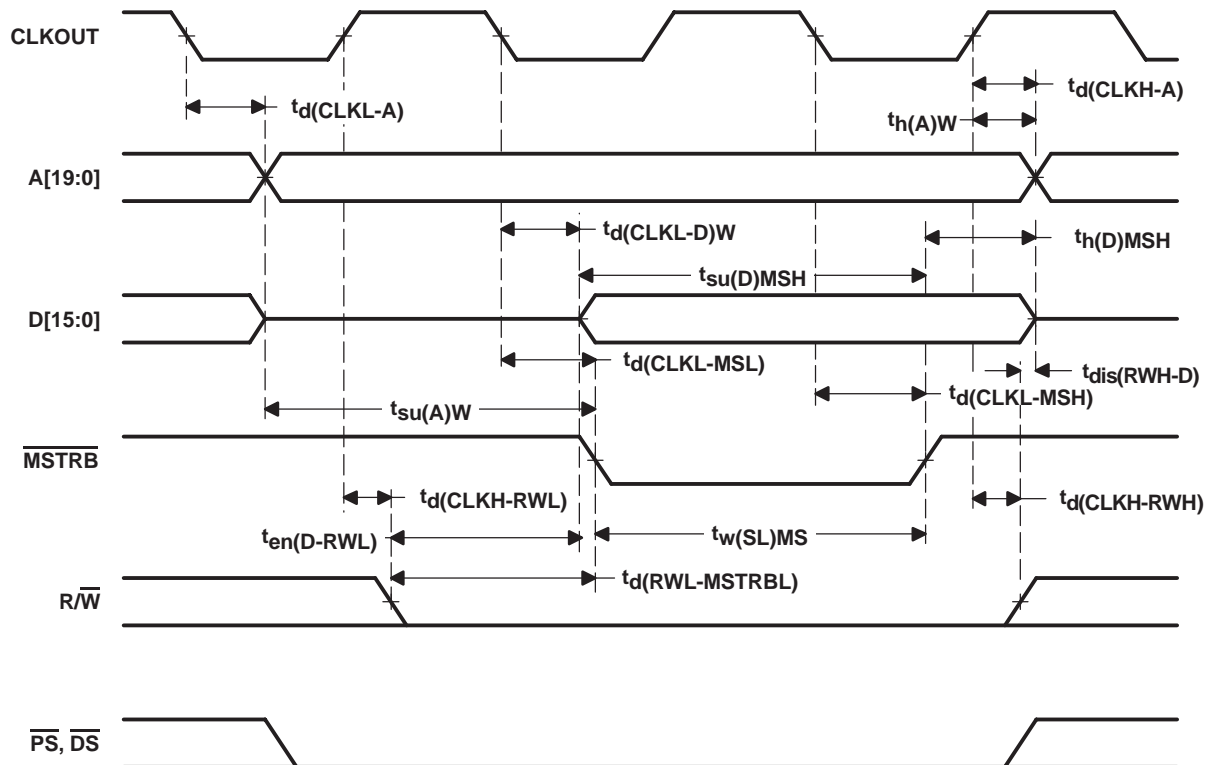 CLKOUT
td(CLKL-A)
td(CLKH-A)
th(A)W
A[19:0]
td(CLKL-D)W
th(D)MSH
tsu(D)MSH
D[15:0]
td(CLKL-MSL)
tdis(RWH-D)
td(CLKL-MSH)
tsu(A)W
MSTRB
td(CLKH-RWL)
td(CLKH-RWH)
ten(D-RWL)
tw(SL)MS
td(RWL-MSTRBL)
R/W
PS, DS